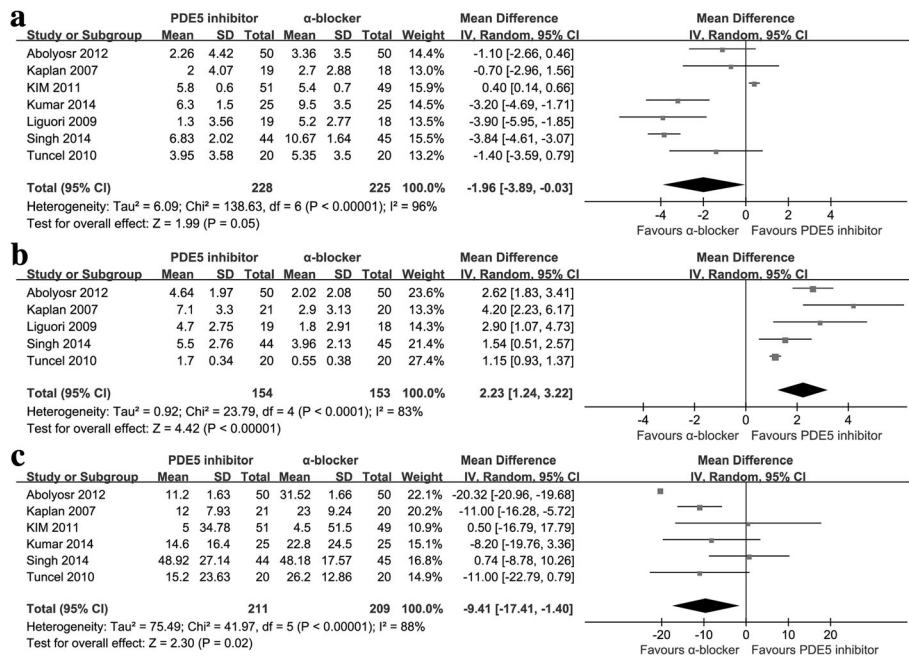 a
PDE5 inhibitor α-blocker Mean Difference Mean Difference
Study or Subgroup Mean SD Total Mean SD Total Weight IV, Random, 95% CI IV, Random, 95% CI
Abolyosr 2012 2.26 4.42 50 3.36 3.5 50 14.4% -1.10 [-2.66, 0.46]
Kaplan 2007 2 4.07 19 2.7 2.88 18 13.0% -0.70 [-2.96, 1.56]
KIM 2011 5.8 0.6 51 5.4 0.7 49 15.9% 0.40 [0.14, 0.66]
Kumar 2014 6.3 1.5 25 9.5 3.5 25 14.5% -3.20 [-4.69, -1.71]
Liguori 2009 1.3 3.56 19 5.2 2.77 18 13.5% -3.90 [-5.95, -1.85]
Singh 2014 6.83 2.02 44 10.67 1.64 45 15.5% -3.84 [-4.61, -3.07]
Tuncel 2010 3.95 3.58 20 5.35 3.5 20 13.2% -1.40 [-3.59, 0.79]
Total (95% CI) 228 225 100.0% -1.96 [-3.89, -0.03]
Heterogeneity: Tau² = 6.09; Chi² = 138.63, df = 6 (P < 0.00001); I² = 96%
Test for overall effect: Z = 1.99 (P = 0.05)
-4 -2 0 2 4
Favours α-blocker Favours PDE5 inhibitor
b
PDE5 inhibitor α-blocker Mean Difference Mean Difference
Study or Subgroup Mean SD Total Mean SD Total Weight IV, Random, 95% CI IV, Random, 95% CI
Abolyosr 2012 4.64 1.97 50 2.02 2.08 50 23.6% 2.62 [1.83, 3.41]
Kaplan 2007 7.1 3.3 21 2.9 3.13 20 13.3% 4.20 [2.23, 6.17]
Liguori 2009 4.7 2.75 19 1.8 2.91 18 14.3% 2.90 [1.07, 4.73]
Singh 2014 5.5 2.76 44 3.96 2.13 45 21.4% 1.54 [0.51, 2.57]
Tuncel 2010 1.7 0.34 20 0.55 0.38 20 27.4% 1.15 [0.93, 1.37]
Total (95% CI) 154 153 100.0% 2.23 [1.24, 3.22]
Heterogeneity: Tau² = 0.92; Chi² = 23.79, df = 4 (P < 0.0001); I² = 83%
Test for overall effect: Z = 4.42 (P < 0.00001)
-4 -2 0 2 4
Favours α-blocker Favours PDE5 inhibitor
c
PDE5 inhibitor α-blocker Mean Difference Mean Difference
Study or Subgroup Mean SD Total Mean SD Total Weight IV, Random, 95% CI IV, Random, 95% CI
Abolyosr 2012 11.2 1.63 50 31.52 1.66 50 22.1% -20.32 [-20.96, -19.68]
Kaplan 2007 12 7.93 21 23 9.24 20 20.2% -11.00 [-16.28, -5.72]
KIM 2011 5 34.78 51 4.5 51.5 49 10.9% 0.50 [-16.79, 17.79]
Kumar 2014 14.6 16.4 25 22.8 24.5 25 15.1% -8.20 [-19.76, 3.36]
Singh 2014 48.92 27.14 44 48.18 17.57 45 16.8% 0.74 [-8.78, 10.26]
Tuncel 2010 15.2 23.63 20 26.2 12.86 20 14.9% -11.00 [-22.79, 0.79]
Total (95% CI) 211 209 100.0% -9.41 [-17.41, -1.40]
Heterogeneity: Tau² = 75.49; Chi² = 41.97, df = 5 (P < 0.00001); I² = 88%
Test for overall effect: Z = 2.30 (P = 0.02)
-20 -10 0 10 20
Favours α-blocker Favours PDE5 inhibitor